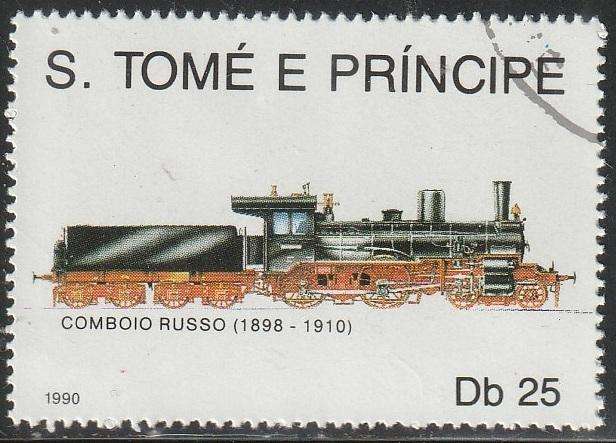 S. TOMÉ E PRÍNCIPE
COMBOIO RUSSO (1898 - 1910)
1990
Db 25